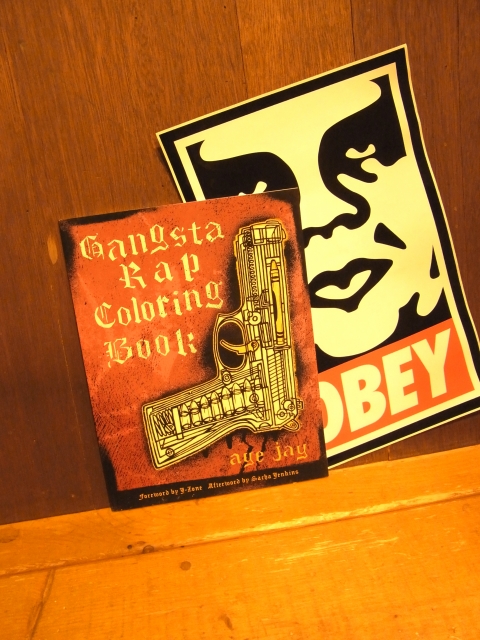 Gangsta
Rap
Coloring
Book
aye jay
Foreword by J-Zone Afterword by Sacha Jenkins
OBEY